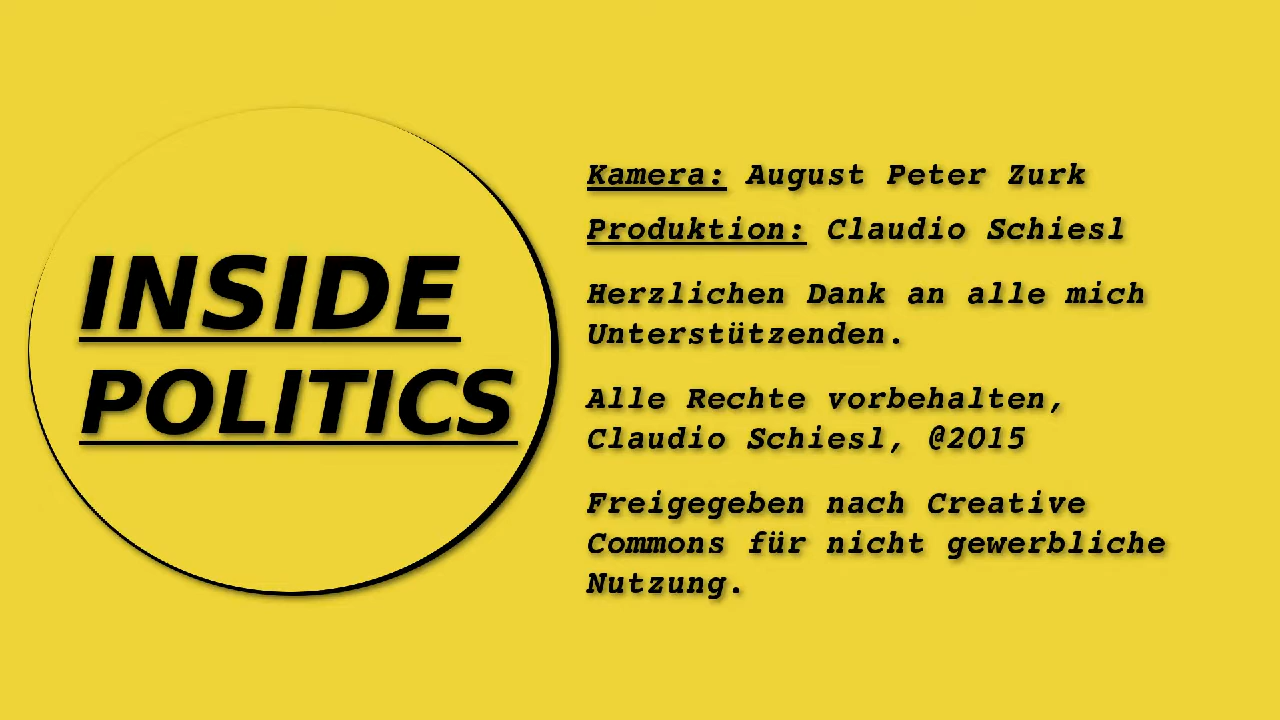 INSIDE
POLITICS
Kamera: August Peter Zurk
Produktion: Claudio Schiesl
Herzlichen Dank an alle mich
Unterstützenden.
Alle Rechte vorbehalten,
Claudio Schiesl, @2015
Freigegeben nach Creative
Commons für nicht gewerbliche
Nutzung.